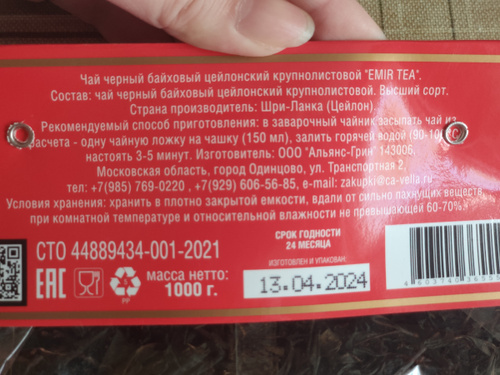 Чай черный байховый цейлонский крупнолистовой "EMIR TEA".
Состав: чай черный байховый цейлонский крупнолистовой. Высший сорт.
Страна производитель: Шри-Ланка (Цейлон).
Рекомендуемый способ приготовления: в заварочный чайник засыпать чай из
расчета - одну чайную ложку на чашку (150 мл), залить горячей водой (90-100°С
настоять 3-5 минут. Изготовитель: ООО "Альянс-Грин" 143006,
Московская область, город Одинцово, ул. Транспортная 2,
тел: +7(985) 769-0220 , +7(929) 606-56-85, e-mail: zakupki@ca-vella.ru
Условия хранения: хранить в плотно закрытой емкости, вдали от сильно пахнущих веществ
при комнатной температуре и относительной влажности не превышающей 60-70%.
СТО 44889434-001-2021
СРОК ГОДНОСТИ
24 МЕСЯЦА
ИЗГОТОВЛЕН И УПАКОВАН:
13.04.2024
EAC
PP
масса нетто:
1000 г.